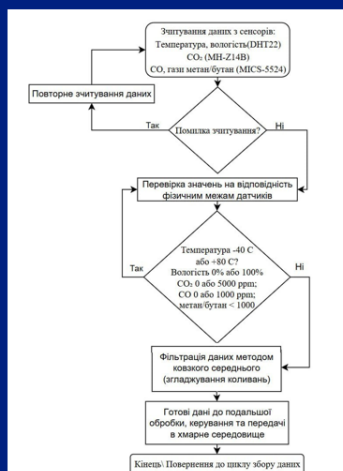 Зчитування даних з сенсорів:
Температура, вологість(DHT22)
CO₂ (MH-Z14B)
CO, гази метан/бутан (MICS-5524)
Повторне зчитування даних
Так
Помилка зчитування?
Ні
Перевірка значень на відповідність
фізичним межам датчиків
Температура -40 C
або +80 C?
Вологість 0% або 100%
CO₂ 0 або 5000 ppm;
CO 0 або 1000 ppm;
метан/бутан < 1000
Так
Ні
Фільтрація даних методом
ковзкого середнього
(згладжування коливань)
Готові дані до подальшої
обробки, керування та передачі
в хмарне середовище
Кінець\ Повернення до циклу збору даних